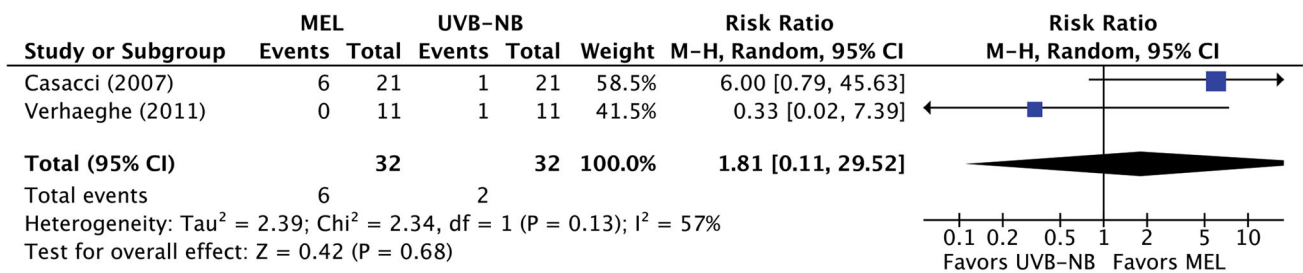 MEL UVB-NB Risk Ratio Risk Ratio
Study or Subgroup Events Total Events Total Weight M-H, Random, 95% CI M-H, Random, 95% CI
Casacci (2007) 6 21 1 21 58.5% 6.00 [0.79, 45.63]
Verhaeghe (2011) 0 11 1 11 41.5% 0.33 [0.02, 7.39]
Total (95% CI) 32 32 100.0% 1.81 [0.11, 29.52]
Total events 6 2
Heterogeneity: Tau² = 2.39; Chi² = 2.34, df = 1 (P = 0.13); I² = 57%
Test for overall effect: Z = 0.42 (P = 0.68)
0.1 0.2 0.5 1 2 5 10
Favors UVB-NB Favors MEL